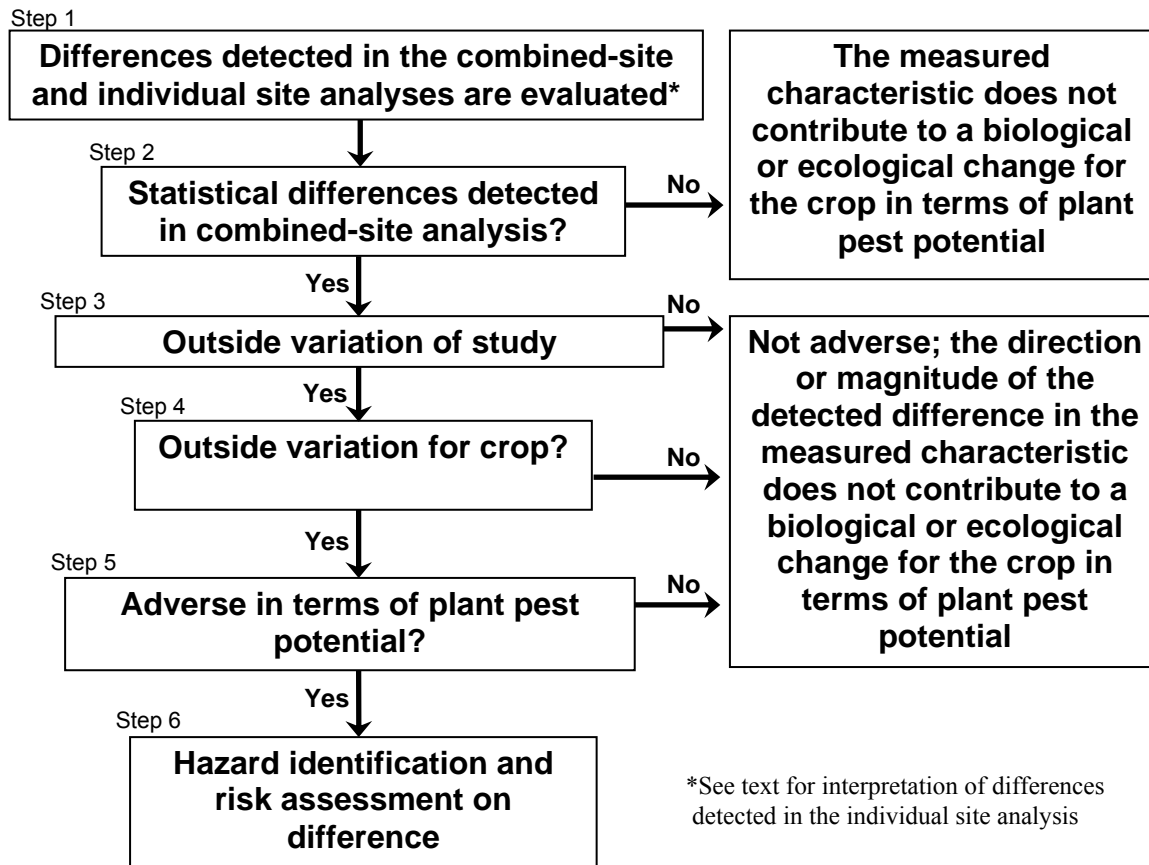 Step 1
Differences detected in the combined-site
and individual site analyses are evaluated*
The measured
characteristic does not
contribute to a biological
or ecological change for
the crop in terms of plant
pest potential
Step 2
Statistical differences detected
in combined-site analysis?
No
Yes
Step 3
Outside variation of study
No
Not adverse; the direction
or magnitude of the
detected difference in the
measured characteristic
does not contribute to a
biological or ecological
change for the crop in
terms of plant pest
potential
Yes
Step 4
Outside variation for crop?
No
Yes
Step 5
Adverse in terms of plant pest
potential?
No
Yes
Step 6
Hazard identification and
risk assessment on
difference
*See text for interpretation of differences
detected in the individual site analysis